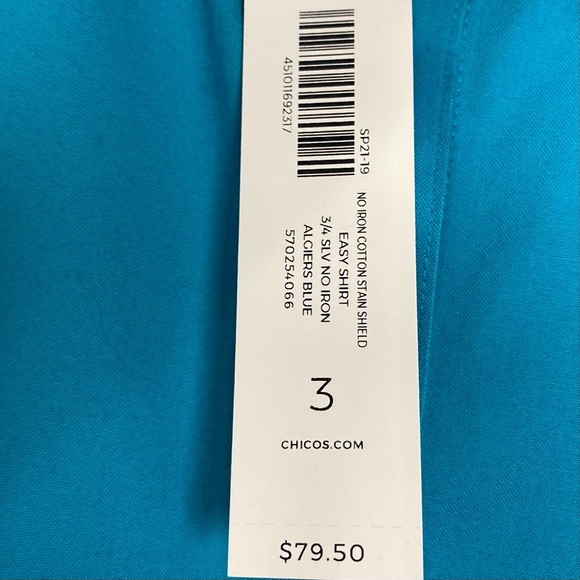 451011692317
SP21-19
NO IRON COTTON STAIN SHIELD
EASY SHIRT
3/4 SLV NO IRON
ALGIERS BLUE
570254066
3
CHICOS.COM
$79.50